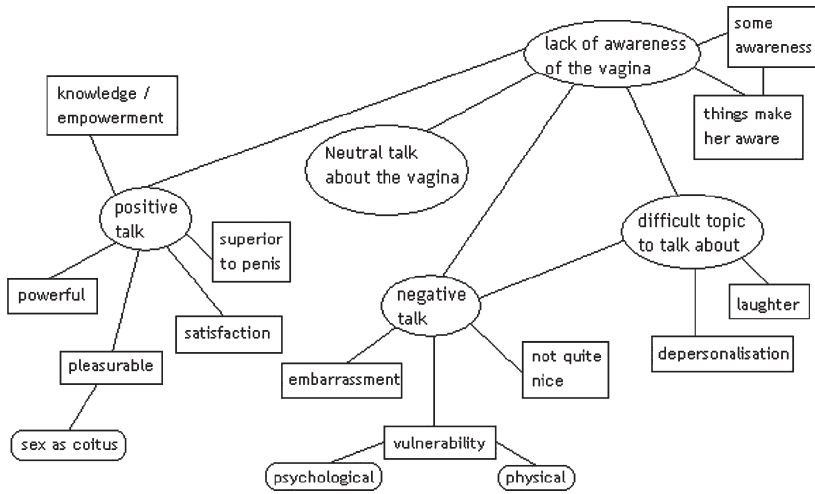 lack of awareness
of the vagina
some
awareness
things make
her aware
knowledge /
empowerment
Neutral talk
about the vagina
positive
talk
superior
to penis
difficult topic
to talk about
powerful
satisfaction
negative
talk
laughter
pleasurable
embarrassment
not quite
nice
depersonalisation
sex as coitus
vulnerability
psychological
physical